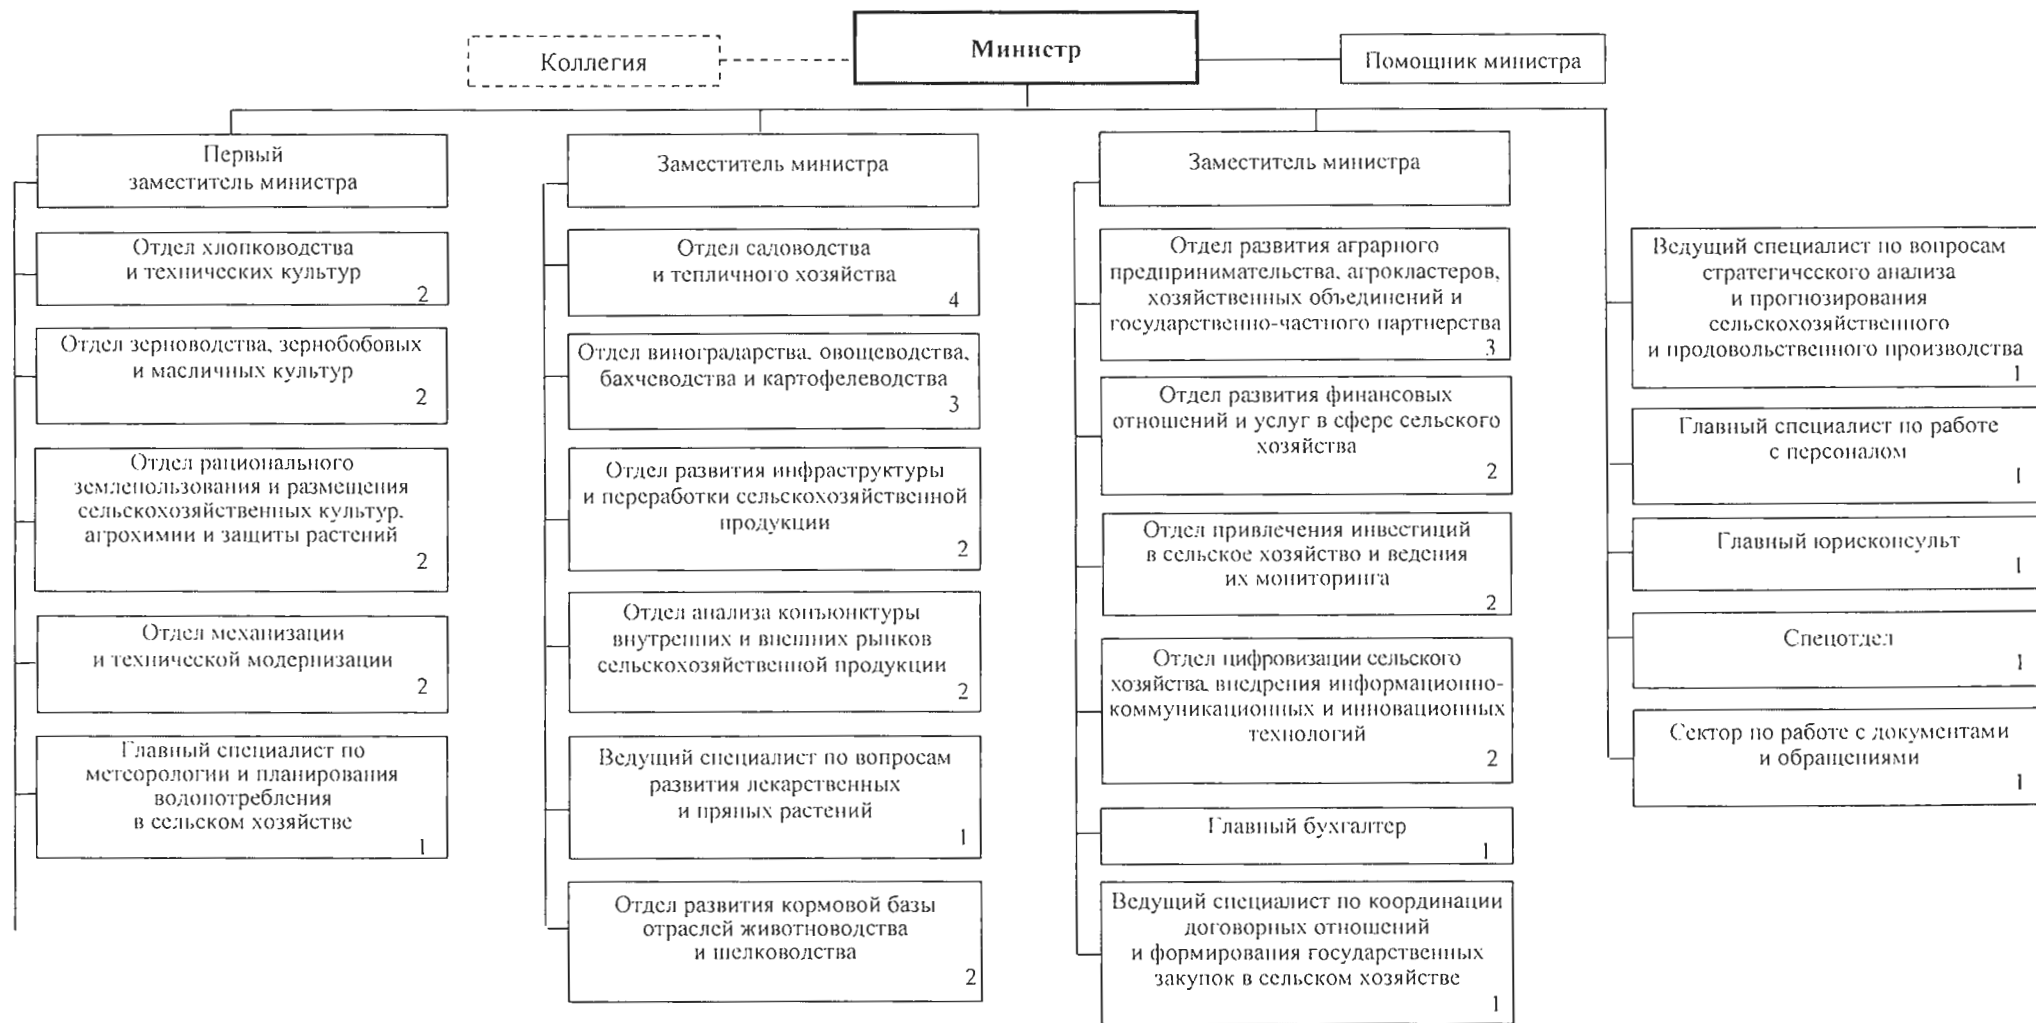 Коллегия
Министр
Помощник министра
Первый
заместитель министра
Отдел хлопководства
и технических культур
2
Отдел зерноводства, зернобобовых
и масличных культур
2
Отдел рационального
землепользования и размещения
сельскохозяйственных культур,
агрохимии и защиты растений
2
Отдел механизации
и технической модернизации
2
Главный специалист по
метеорологии и планирования
водопотребления
в сельском хозяйстве
1
Заместитель министра
Отдел садоводства
и тепличного хозяйства
4
Отдел виноградарства, овощеводства,
бахчеводства и картофелеводства
3
Отдел развития инфраструктуры
и переработки сельскохозяйственной
продукции
2
Отдел анализа конъюнктуры
внутренних и внешних рынков
сельскохозяйственной продукции
2
Ведущий специалист по вопросам
развития лекарственных
и пряных растений
1
Отдел развития кормовой базы
отраслей животноводства
и шелководства
2
Заместитель министра
Отдел развития аграрного
предпринимательства, агрокластеров,
хозяйственных объединений и
государственно-частного партнерства
3
Отдел развития финансовых
отношений и услуг в сфере сельского
хозяйства
2
Отдел привлечения инвестиций
в сельское хозяйство и ведения
их мониторинга
2
Отдел цифровизации сельского
хозяйства, внедрения информационно-
коммуникационных и инновационных
технологий
2
Главный бухгалтер
1
Ведущий специалист по координации
договорных отношений
и формирования государственных
закупок в сельском хозяйстве
1
Ведущий специалист по вопросам
стратегического анализа
и прогнозирования
сельскохозяйственного
и продовольственного производства
1
Главный специалист по работе
с персоналом
1
Главный юрисконсульт
1
Спецотдел
1
Сектор по работе с документами
и обращениями
1